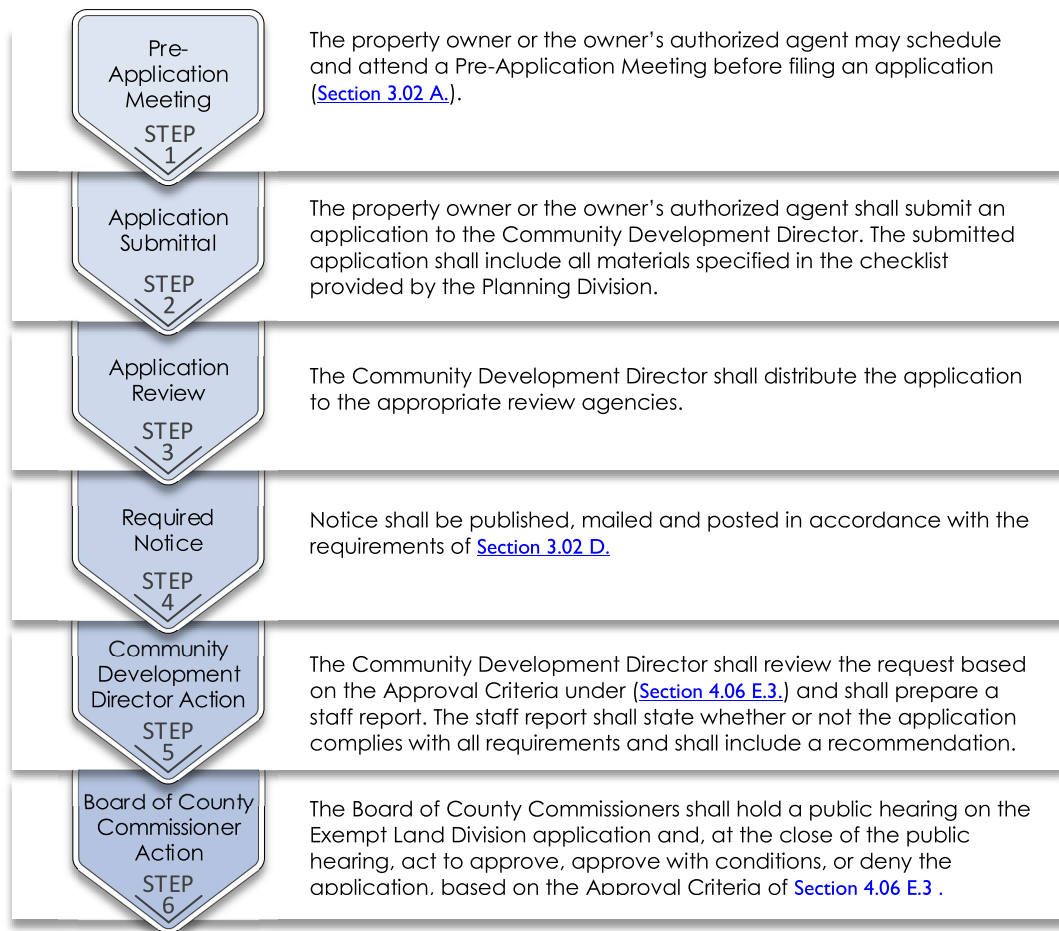 Pre-
Application
Meeting
STEP
1
The property owner or the owner's authorized agent may schedule
and attend a Pre-Application Meeting before filing an application
(Section 3.02 A.).
Application
Submittal
STEP
2
The property owner or the owner's authorized agent shall submit an
application to the Community Development Director. The submitted
application shall include all materials specified in the checklist
provided by the Planning Division.
Application
Review
STEP
3
The Community Development Director shall distribute the application
to the appropriate review agencies.
Required
Notice
STEP
4
Notice shall be published, mailed and posted in accordance with the
requirements of Section 3.02 D.
Community
Development
Director Action
STEP
5
The Community Development Director shall review the request based
on the Approval Criteria under (Section 4.06 E.3.) and shall prepare a
staff report. The staff report shall state whether or not the application
complies with all requirements and shall include a recommendation.
Board of County
Commissioner
Action
STEP
6
The Board of County Commissioners shall hold a public hearing on the
Exempt Land Division application and, at the close of the public
hearing, act to approve, approve with conditions, or deny the
application, based on the Approval Criteria of Section 4.06 E.3 .